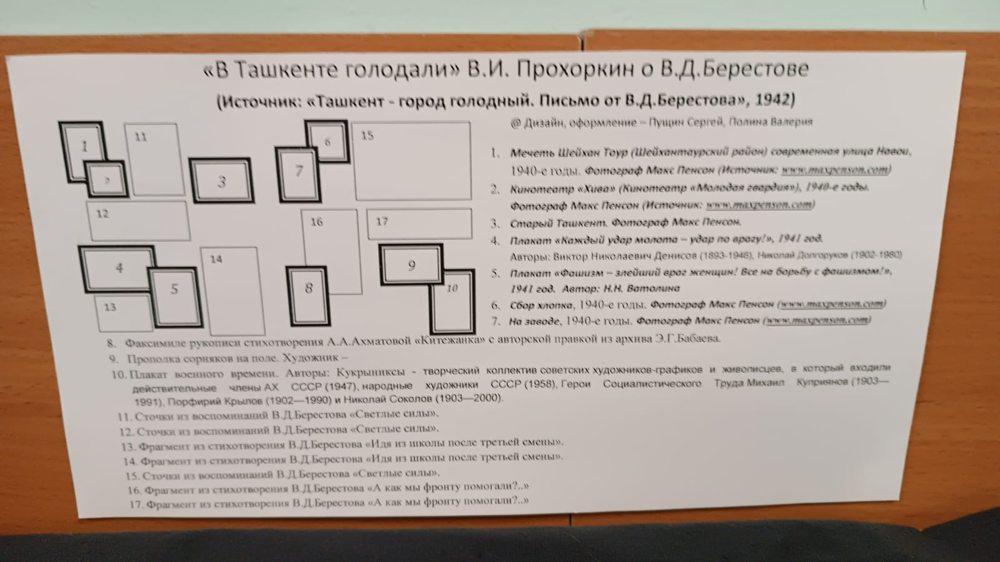 «В Ташкенте голодали» В.И. Прохоркин о В.Д.Берестове
(Источник: «Ташкент - город голодный. Письмо от В.Д.Берестова», 1942)
@ Дизайн, оформление – Пущин Сергей, Полина Валерия
1
2
11
3
12
6
7
15
16
17
4
5
14
13
8
9
10
1. Мечеть Шейхан Тоур (Шейхантаурский район) современная улица Навои,
1940-е годы. Фотограф Макс Пенсон (Источник: www.maxpenson.com)
2. Кинотеатр «Хива» (Кинотеатр «Молодая гвардия»), 1940-е годы.
Фотограф Макс Пенсон (Источник: www.maxpenson.com)
3. Старый Ташкент. Фотограф Макс Пенсон.
4. Плакат «Каждый удар молота – удар по врагу!», 1941 год.
Авторы: Виктор Николаевич Денисов (1893-1946), Николай Долгоруков (1902-1980)
5. Плакат «Фашизм – злейший враг женщин! Все на борьбу с фашизмом!»,
1941 год. Автор: Н.Н. Ватолина
6. Сбор хлопка, 1940-е годы. Фотограф Макс Пенсон (www.maxpenson.com)
7. На заводе, 1940-е годы. Фотограф Макс Пенсон (www.maxpenson.com)
8. Факсимиле рукописи стихотворения А.А.Ахматовой «Китежанка» с авторской правкой из архива Э.Г.Бабаева.
9. Прополка сорняков на поле. Художник –
10. Плакат военного времени. Авторы: Кукрыниксы - творческий коллектив советских художников-графиков и живописцев, в который входили
действительные члены АХ СССР (1947), народные художники СССР (1958), Герои Социалистического Труда Михаил Куприянов (1903—
1991), Порфирий Крылов (1902—1990) и Николай Соколов (1903—2000).
11. Сточки из воспоминаний В.Д.Берестова «Светлые силы».
12. Сточки из воспоминаний В.Д.Берестова «Светлые силы».
13. Фрагмент из стихотворения В.Д.Берестова «Идя из школы после третьей смены».
14. Фрагмент из стихотворения В.Д.Берестова «Идя из школы после третьей смены».
15. Сточки из воспоминаний В.Д.Берестова «Светлые силы».
16. Фрагмент из стихотворения В.Д.Берестова «А как мы фронту помогали?..»
17. Фрагмент из стихотворения В.Д.Берестова «А как мы фронту помогали?..»